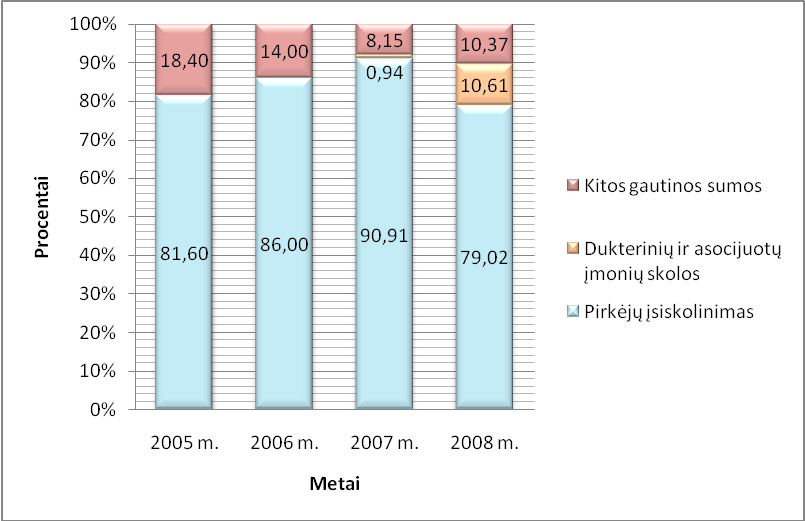 100%
90%
80%
70%
60%
50%
40%
30%
20%
10%
0%
Procentai
18,40
14,00
8,15
10,37
0,94
10,61
81,60
86,00
90,91
79,02
2005 m.
2006 m.
2007 m.
2008 m.
Metai
Kitos gautinos sumos
Dukterinių ir asocijuotų
įmonių skolos
Pirkėjų įsiskolinimas